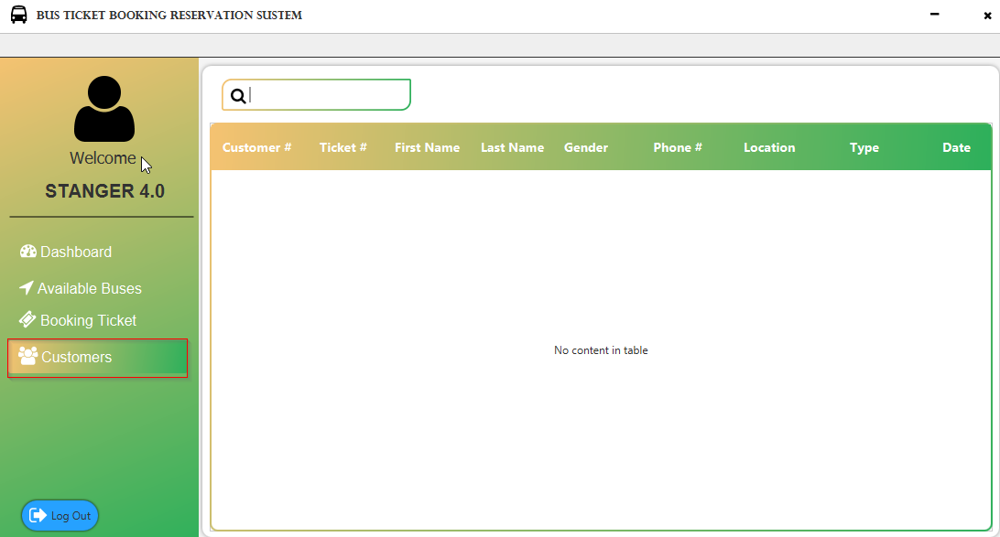 BUS TICKET BOOKING RESERVATION SUSTEM
Welcome
STANGER 4.0
Dashboard
Available Buses
Booking Ticket
Customers
Log Out
Customer # Ticket # First Name Last Name Gender Phone # Location Type Date
No content in table